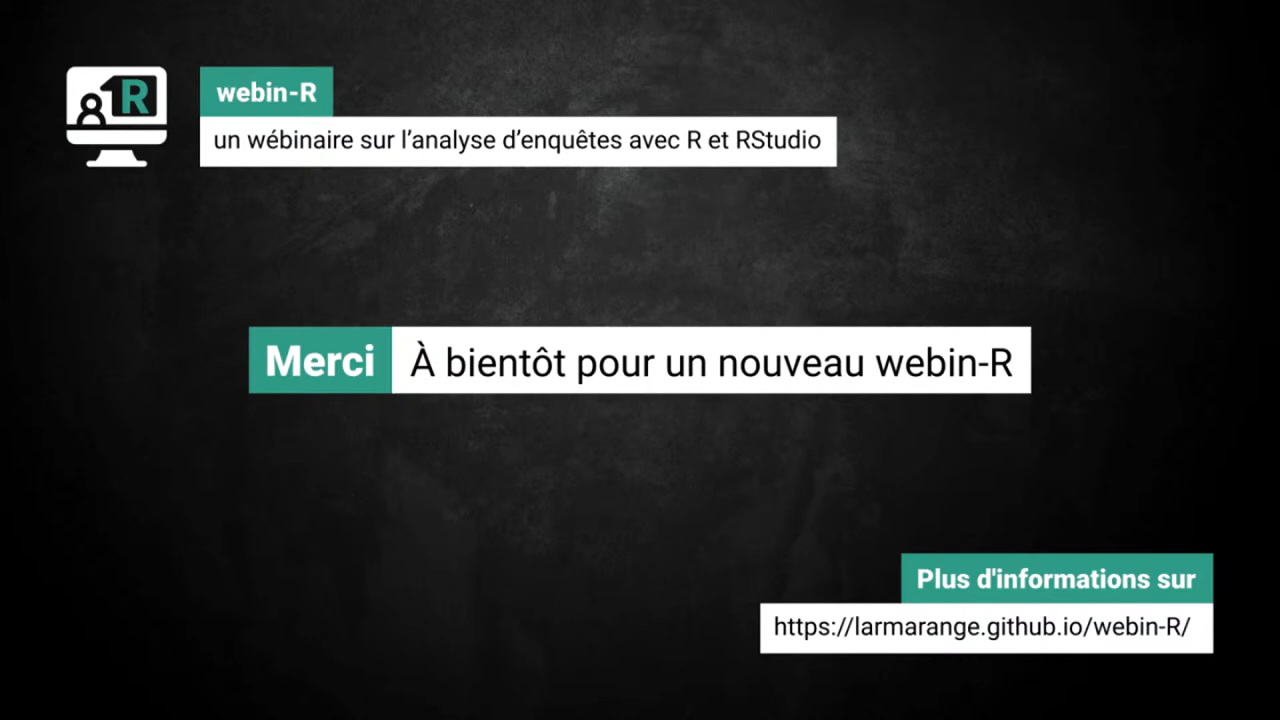 R
webin-R
un wébinaire sur l’analyse d’enquêtes avec R et RStudio
Merci À bientôt pour un nouveau webin-R
Plus d'informations sur
https://larmarange.github.io/webin-R/